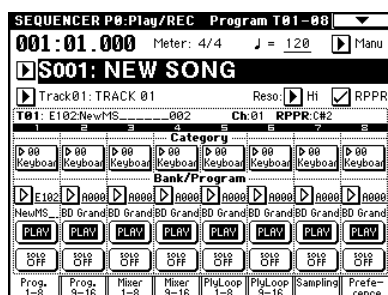 SEQUENCER P0:Play/REC Program T01-08
001:01.000 Meter: 4/4 ♩ = 120 Manu
S001: NEW SONG
Track01: TRACK 01 Reso: Hi RPPR
T01: E102:NewMS______002 Ch:01 RPPR:C#2
1 2 3 4 5 6 7 8
Category
00 00 00 00 00 00 00 00
Keyboar Keyboar Keyboar Keyboar Keyboar Keyboar Keyboar Keyboar
Bank/Program
E102 A000 A000 A000 A000 A000 A000 A000
NewMS_ BD Grand BD Grand BD Grand BD Grand BD Grand BD Grand BD Grand
PLAY PLAY PLAY PLAY PLAY PLAY PLAY PLAY
SOLO SOLO SOLO SOLO SOLO SOLO SOLO SOLO
OFF OFF OFF OFF OFF OFF OFF OFF
Prog. Prog. Mixer Mixer PlyLoop PlyLoop Sampling Prefe-
1-8 9-16 1-8 9-16 1-8 9-16 rence